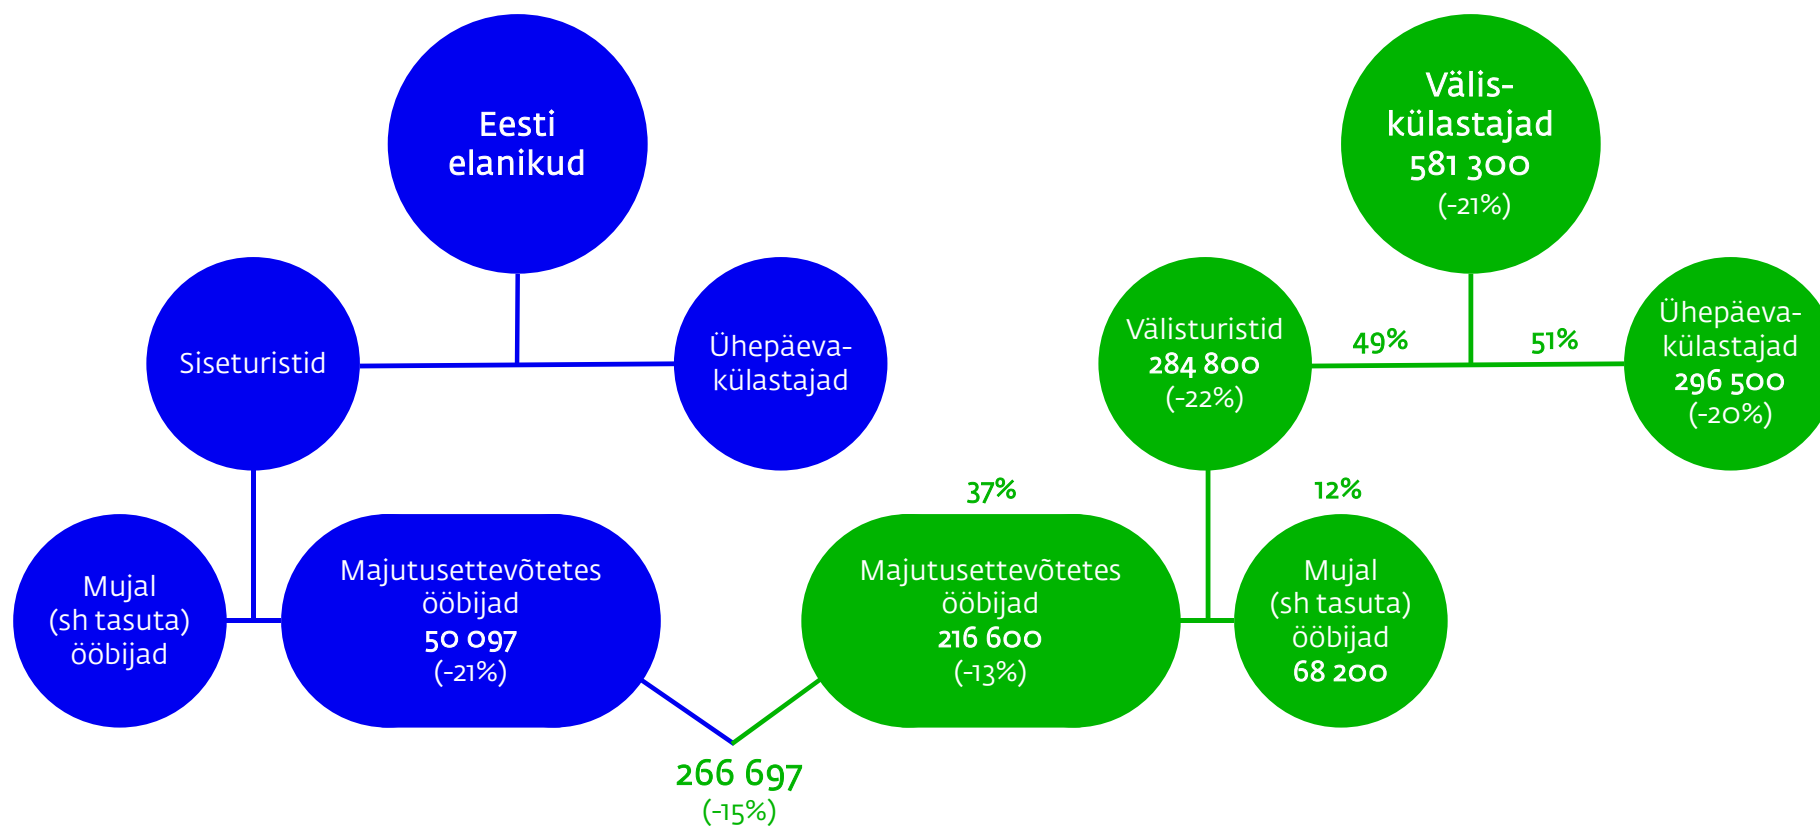 Eesti
elanikud
Siseturistid
Ühepäeva-
külastajad
Mujal
(sh tasuta)
ööbijad
Majutusettevõtetes
ööbijad
50 097
(-21%)
Välis-
külastajad
581 300
(-21%)
Välisturistid
284 800
(-22%)
49%
51%
Ühepäeva-
külastajad
296 500
(-20%)
37%
12%
Majutusettevõtetes
ööbijad
216 600
(-13%)
Mujal
(sh tasuta)
ööbijad
68 200
266 697
(-15%)